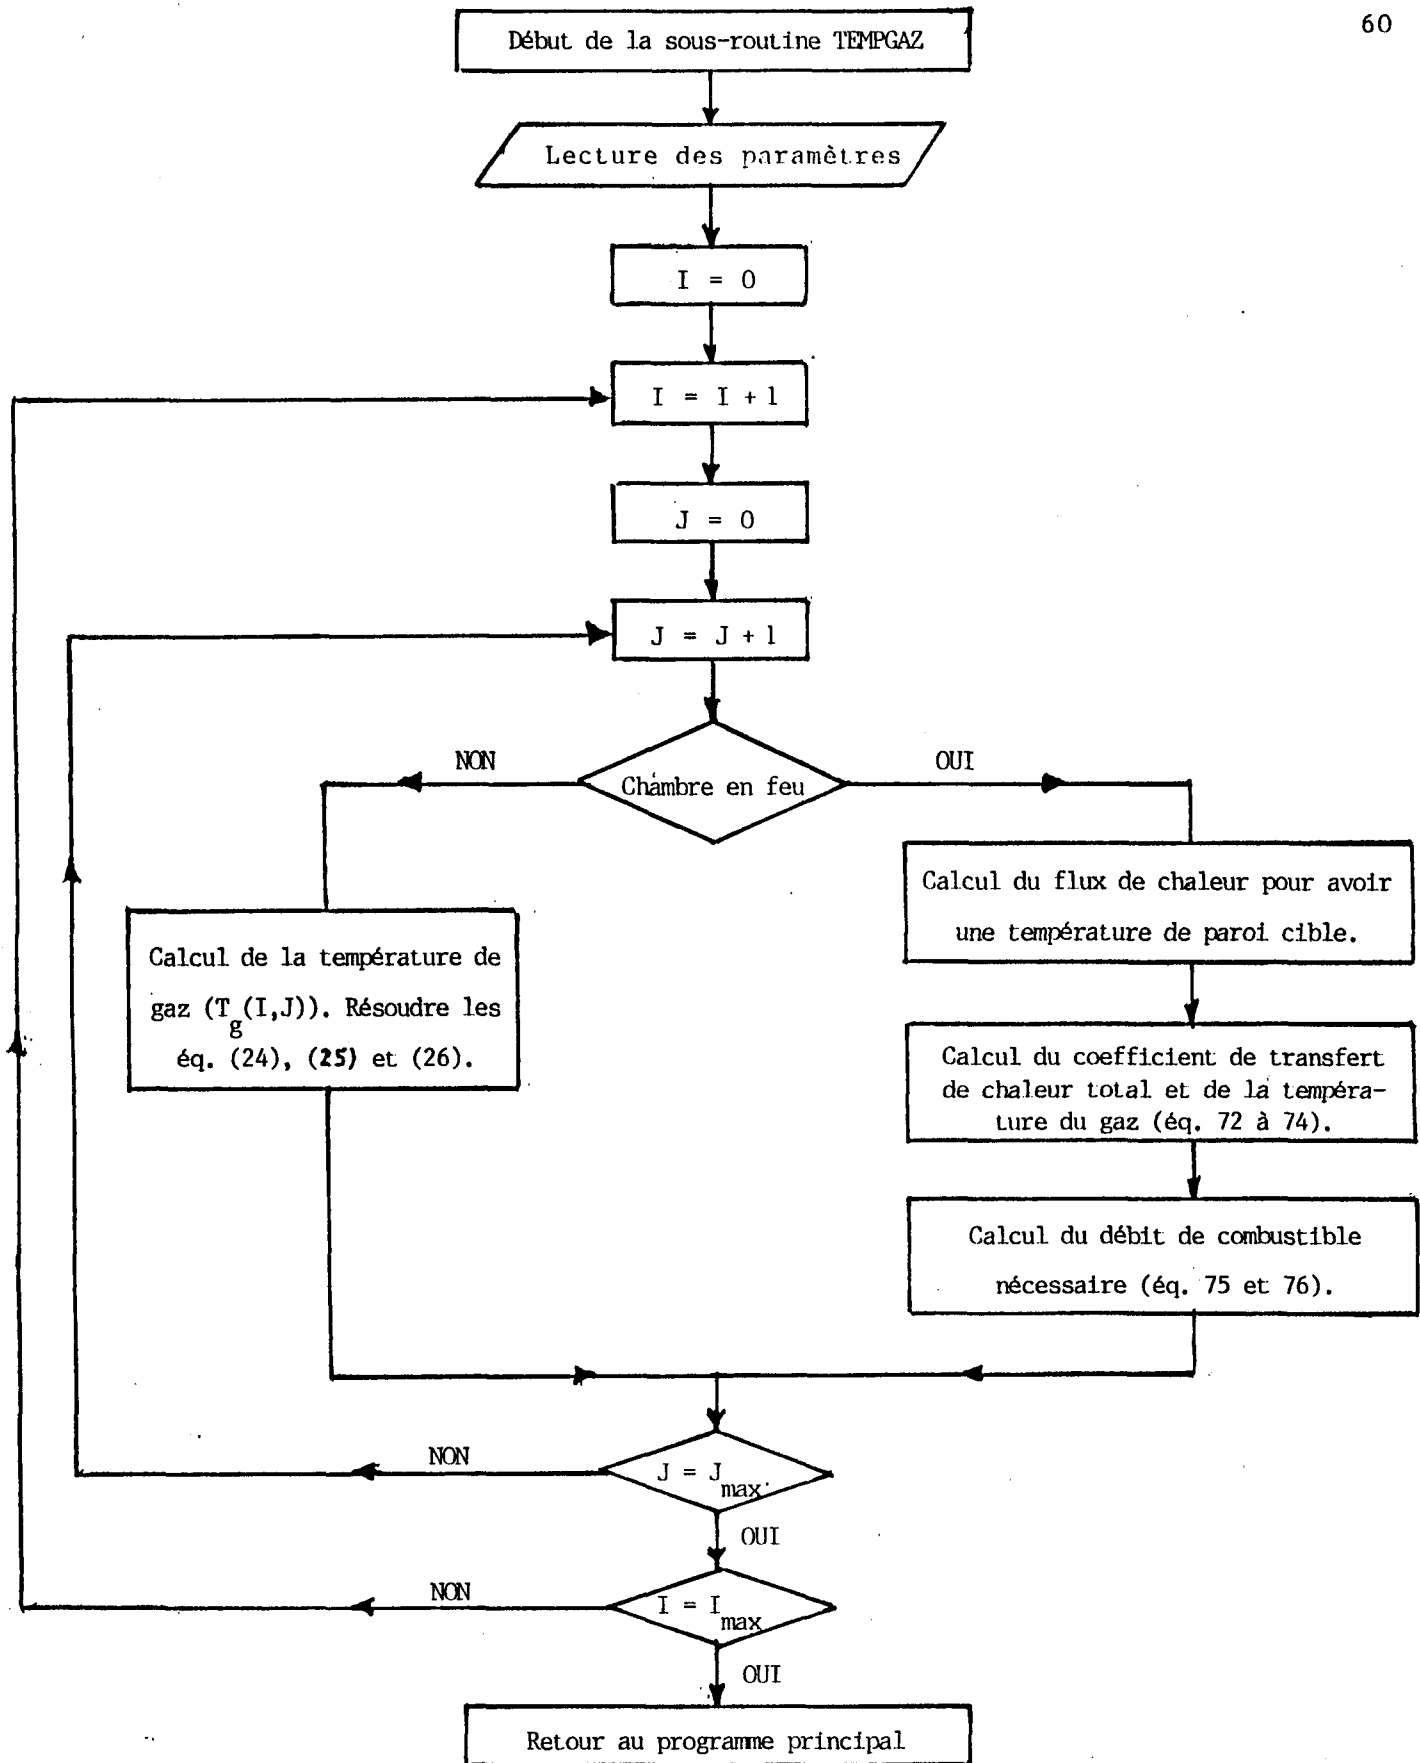 60
Début de la sous-routine TEMPGAZ
Lecture des paramètres
I = 0
I = I + 1
J = 0
J = J + 1
NON
OUI
Chambre en feu
Calcul du flux de chaleur pour avoir
une température de paroi cible.
Calcul de la température de
gaz (T_g(I,J)). Résoudre les
éq. (24), (25) et (26).
Calcul du coefficient de transfert
de chaleur total et de la tempéra-
ture du gaz (éq. 72 à 74).
Calcul du débit de combustible
nécessaire (éq. 75 et 76).
NON
J = J_max.
OUI
NON
I = I_max
OUI
Retour au programme principal